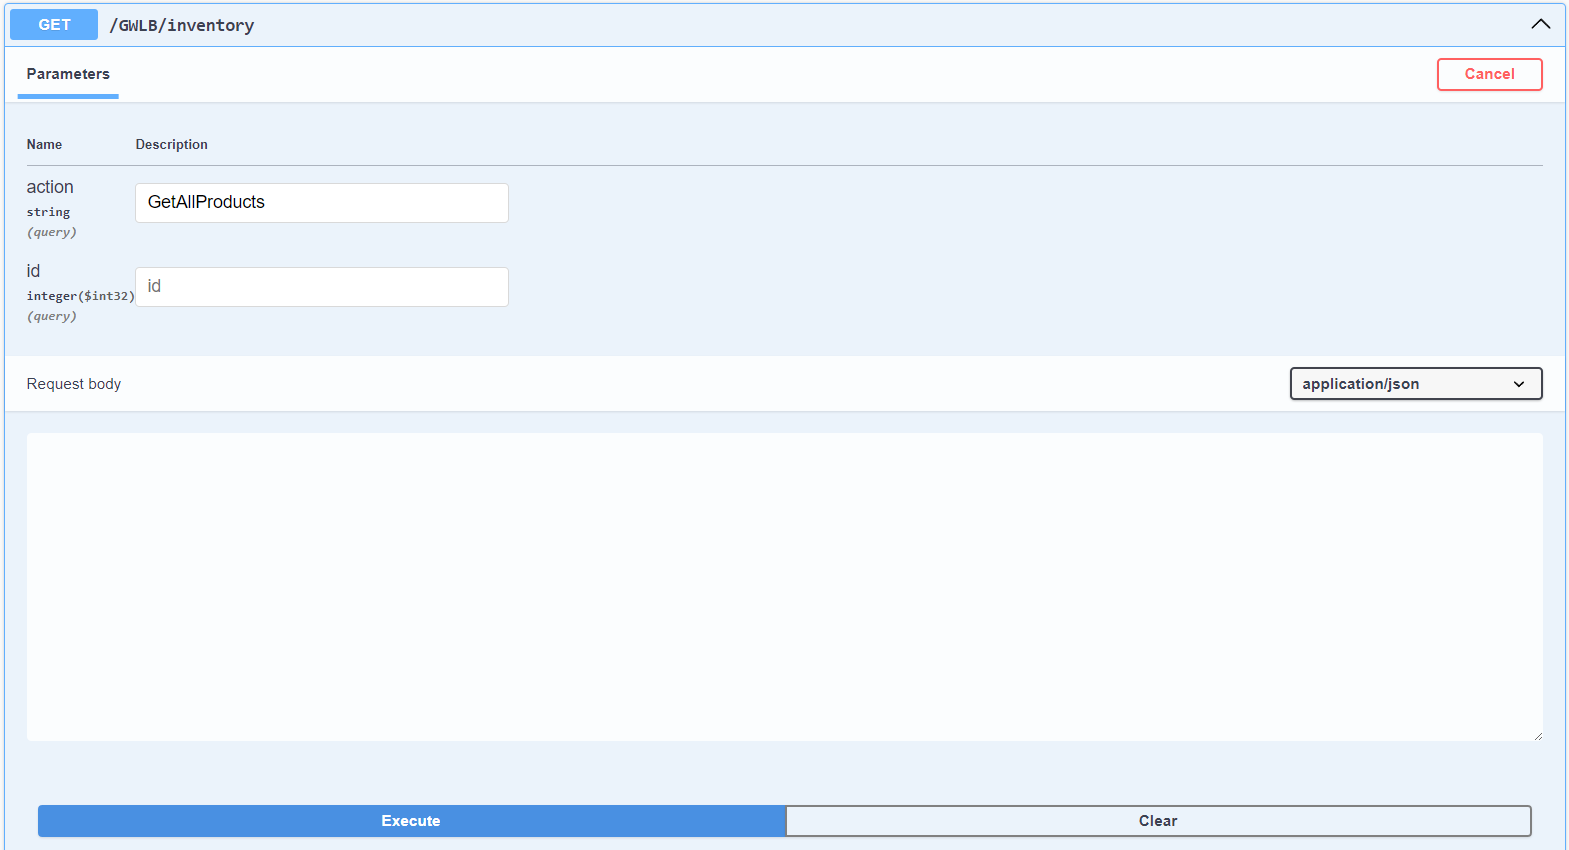 GET /GWLB/inventory
Parameters Cancel
Name Description
action
string
(query)
GetAllProducts
id
integer($int32)
(query)
id
Request body application/json
Execute Clear